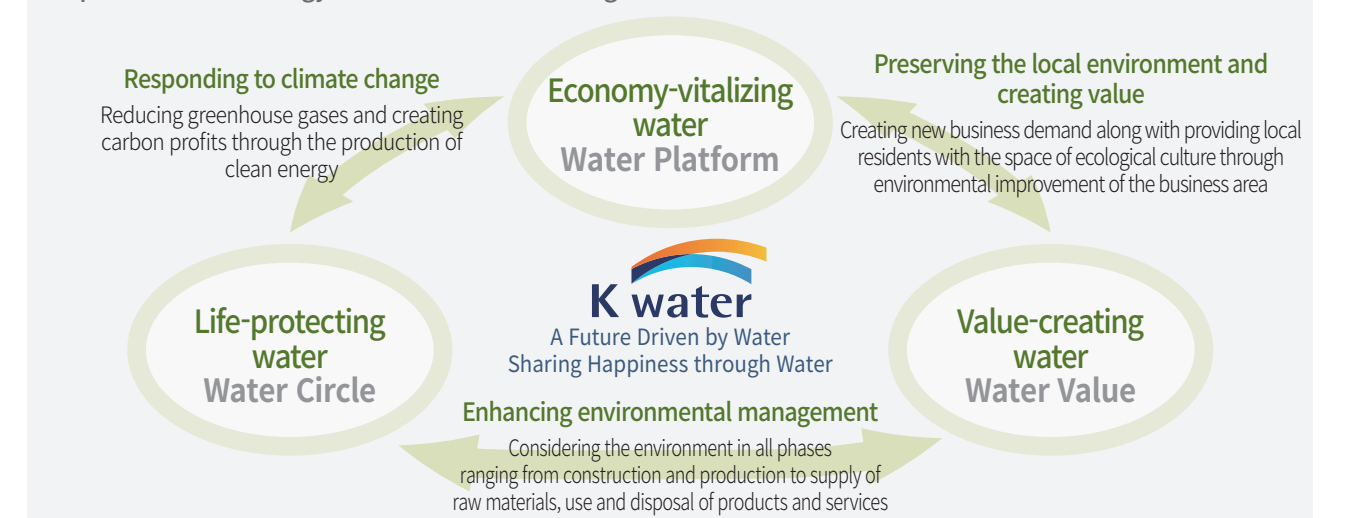 Responding to climate change
Reducing greenhouse gases and creating
carbon profits through the production of
clean energy
Economy-vitalizing
water
Water Platform
Preserving the local environment and
creating value
Creating new business demand along with providing local
residents with the space of ecological culture through
environmental improvement of the business area
Life-protecting
water
Water Circle
K water
A Future Driven by Water
Sharing Happiness through Water
Value-creating
water
Water Value
Enhancing environmental management
Considering the environment in all phases
ranging from construction and production to supply of
raw materials, use and disposal of products and services